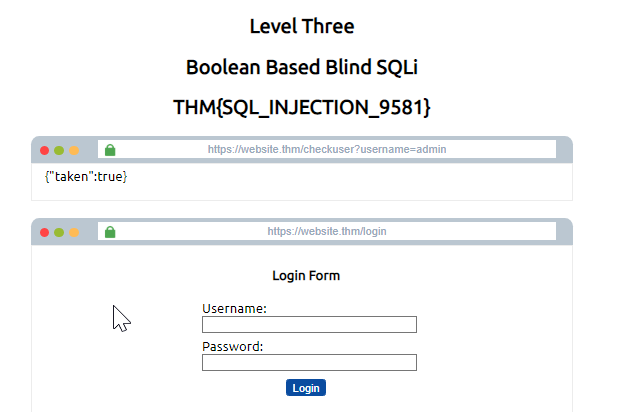 Level Three
Boolean Based Blind SQLi
THM{SQL_INJECTION_9581}
https://website.thm/checkuser?username=admin
{"taken":true}
https://website.thm/login
Login Form
Username:
Password:
Login